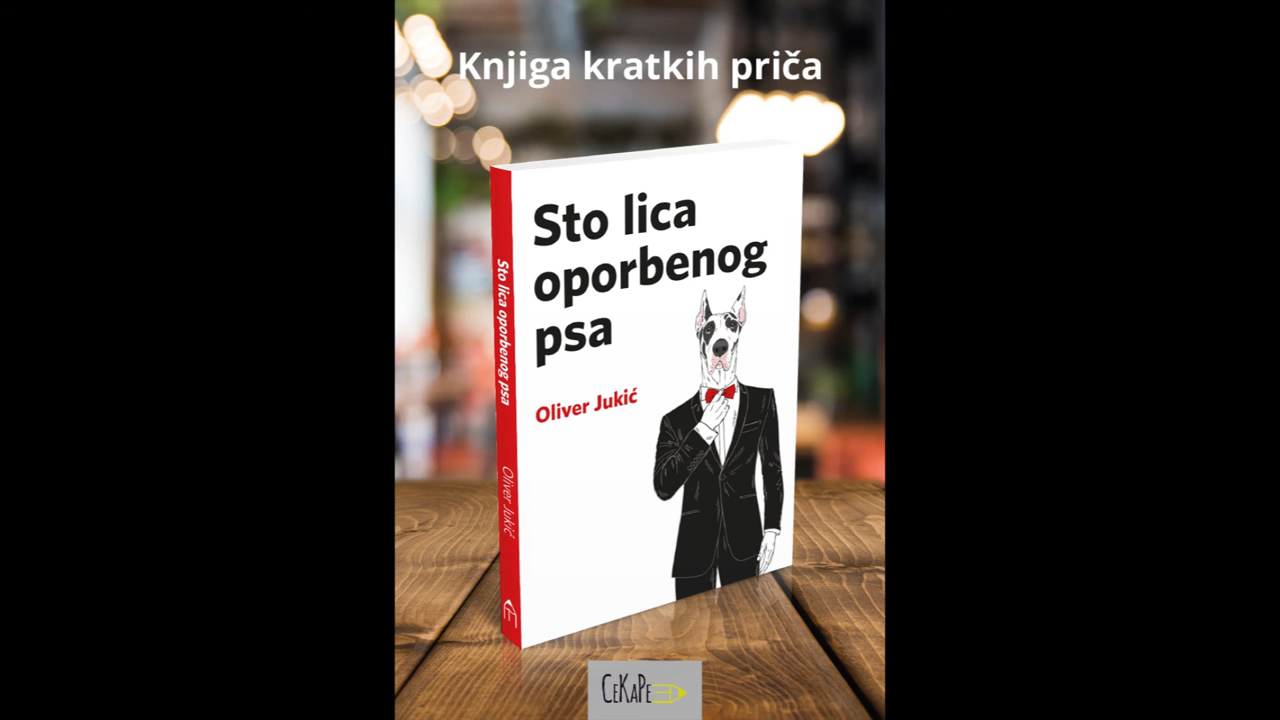 Knjiga kratkih priča
Sto lica
oporbenog
psa
Oliver Jukić
Sto lica oporbenog psa
Oliver Jukić
CeKaPe